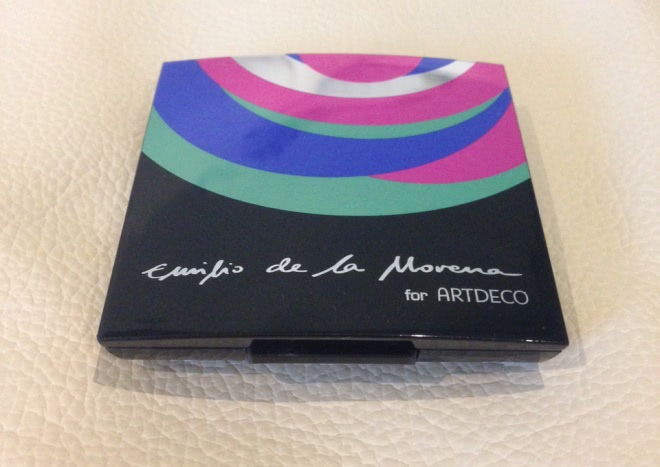 Emilio de la Morena
for ARTDECO